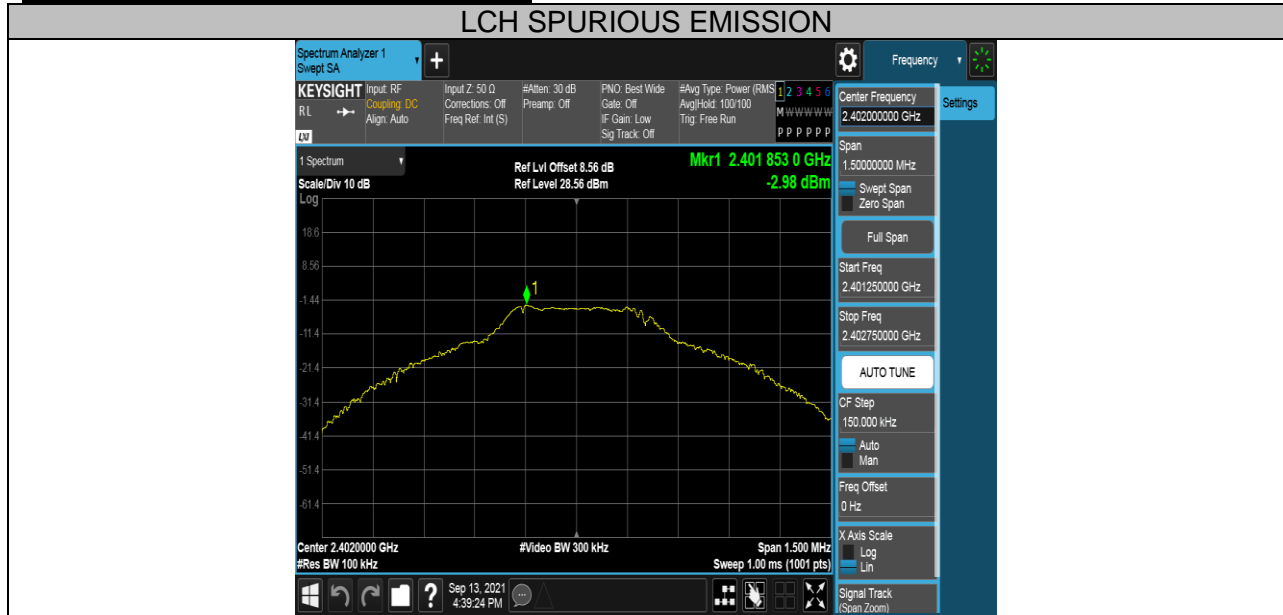 LCH SPURIOUS EMISSION
Spectrum Analyzer 1
Swept SA
Frequency
KEYSIGHT
RL
LXI
Input: RF
Coupling: DC
Align: Auto
Input Z: 50 Ω
Corrections: Off
Freq Ref: Int (S)
#Atten: 30 dB
Preamp: Off
PNO: Best Wide
Gate: Off
IF Gain: Low
Sig Track: Off
#Avg Type: Power (RMS
Avg|Hold: 100/100
Trig: Free Run
1 2 3 4 5 6
M W W W W W
P P P P P P
1 Spectrum
Scale/Div 10 dB
Ref Lvl Offset 8.56 dB
Ref Level 28.56 dBm
Mkr1 2.401 853 0 GHz
-2.98 dBm
Log
18.6
8.56
-1.44
-11.4
-21.4
-31.4
-41.4
-51.4
-61.4
1
Center 2.4020000 GHz
#Res BW 100 kHz
#Video BW 300 kHz
Span 1.500 MHz
Sweep 1.00 ms (1001 pts)
Center Frequency
2.402000000 GHz
Settings
Span
1.50000000 MHz
Swept Span
Zero Span
Full Span
Start Freq
2.401250000 GHz
Stop Freq
2.402750000 GHz
AUTO TUNE
CF Step
150.000 kHz
Auto
Man
Freq Offset
0 Hz
X Axis Scale
Log
Lin
Signal Track
(Span Zoom)
?
Sep 13, 2021
4:39:24 PM